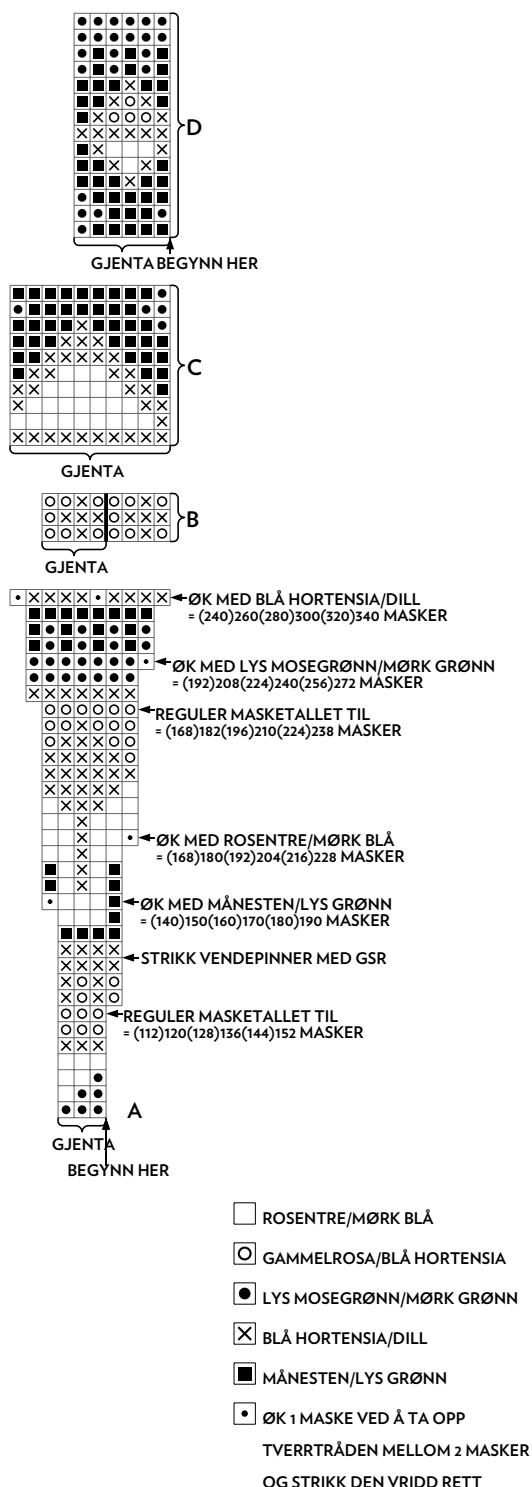 D
GJENTA BEGYNN HER
C
GJENTA
B
GJENTA
ØK MED BLÅ HORTENSIA/DILL
= (240)260(280)300(320)340 MASKER
ØK MED LYS MOSEGRØNN/MØRK GRØNN
= (192)208(224)240(256)272 MASKER
REGULER MASKETALLET TIL
= (168)182(196)210(224)238 MASKER
ØK MED ROSENTRE/MØRK BLÅ
= (168)180(192)204(216)228 MASKER
ØK MED MÅNESTEN/LYS GRØNN
= (140)150(160)170(180)190 MASKER
STRIKK VENDEPINNER MED GSR
REGULER MASKETALLET TIL
= (112)120(128)136(144)152 MASKER
A
GJENTA
BEGYNN HER
ROSENTRE/MØRK BLÅ
GAMMELROSA/BLÅ HORTENSIA
LYS MOSEGRØNN/MØRK GRØNN
BLÅ HORTENSIA/DILL
MÅNESTEN/LYS GRØNN
ØK 1 MASKE VED Å TA OPP
TVERRTRÅDEN MELLOM 2 MASKER
OG STRIKK DEN VRIDD RETT